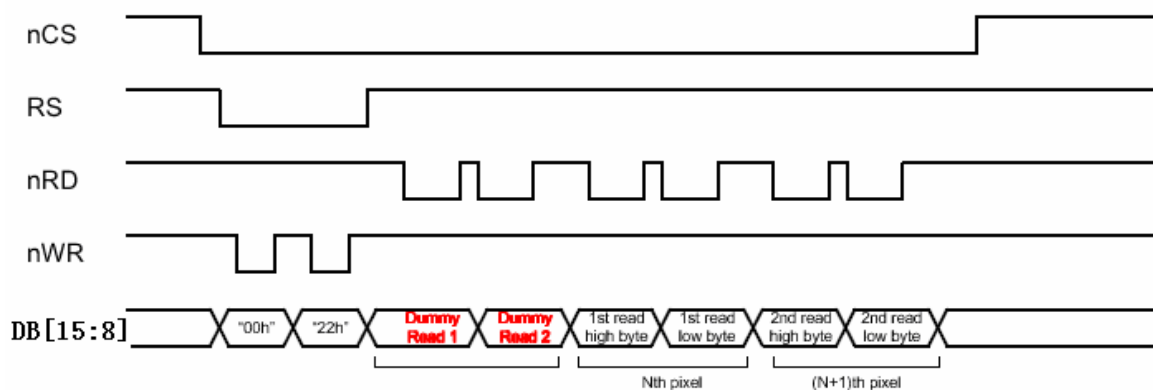 nCS
RS
nRD
nWR
DB[15:8]
"00h"
"22h"
Dummy
Read 1
Dummy
Read 2
1st read
high byte
1st read
low byte
2nd read
high byte
2nd read
low byte
Nth pixel
(N+1)th pixel